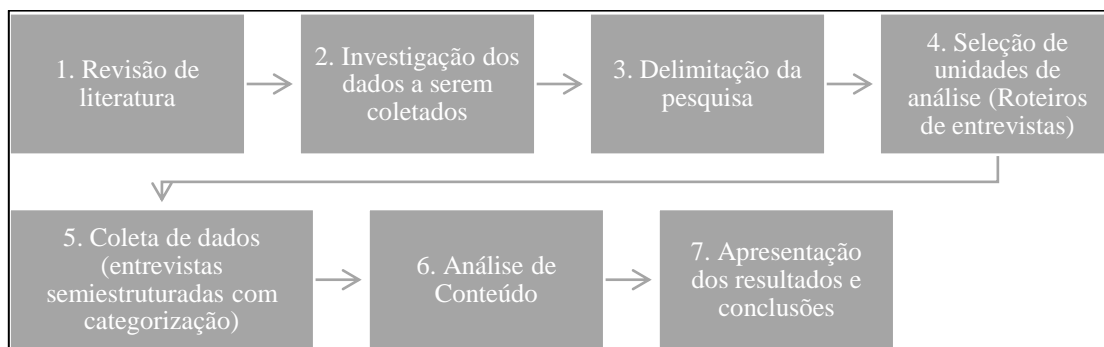 1. Revisão de
literatura
2. Investigação dos
dados a serem
coletados
3. Delimitação da
pesquisa
4. Seleção de
unidades de
análise (Roteiros
de entrevistas)
5. Coleta de dados
(entrevistas
semiestruturadas com
categorização)
6. Análise de
Conteúdo
7. Apresentação
dos resultados e
conclusões